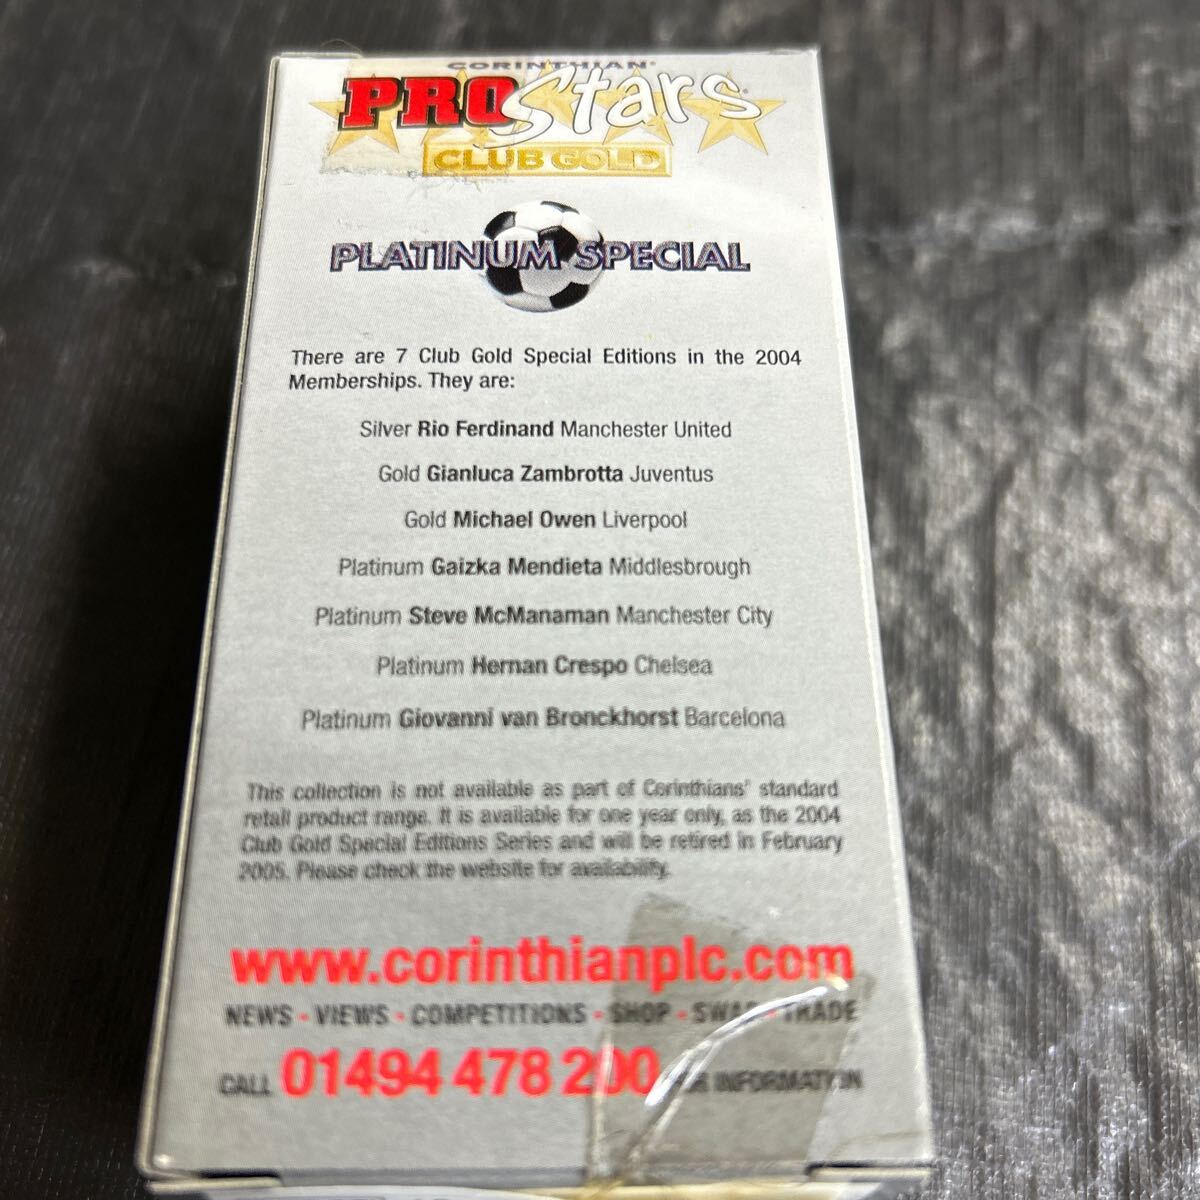 CORINTHIAN®
PRO Stars
CLUB GOLD
PLATINUM SPECIAL
There are 7 Club Gold Special Editions in the 2004
Memberships. They are:
Silver Rio Ferdinand Manchester United
Gold Gianluca Zambrotta Juventus
Gold Michael Owen Liverpool
Platinum Gaizka Mendieta Middlesbrough
Platinum Steve McManaman Manchester City
Platinum Hernan Crespo Chelsea
Platinum Giovanni van Bronckhorst Barcelona
This collection is not available as part of Corinthians' standard
retail product range. It is available for one year only, as the 2004
Club Gold Special Editions Series and will be retired in February
2005. Please check the website for availability.
www.corinthianplc.com
NEWS - VIEWS - COMPETITIONS - SHOP - SWAP - TRADE
CALL 01494 478 200 FOR INFORMATION